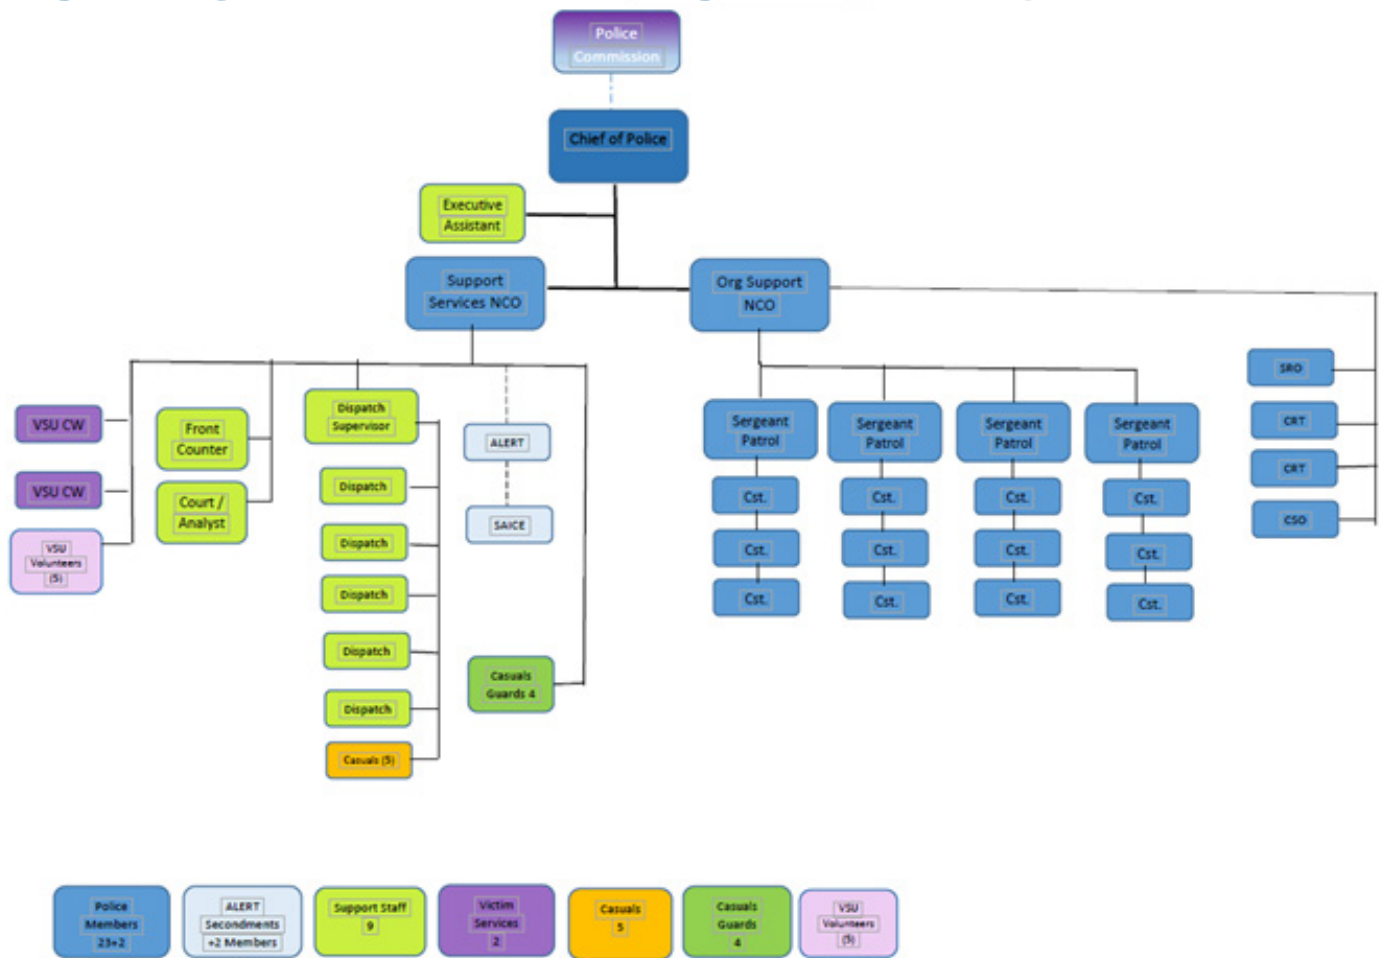 Police
Commission
Chief of Police
Executive
Assistant
Support
Services NCO
Org Support
NCO
SRO
CRT
CRT
CSO
VSU CW
VSU CW
VSU
Volunteers
(5)
Front
Counter
Court /
Analyst
Dispatch
Supervisor
Dispatch
Dispatch
Dispatch
Dispatch
Dispatch
Casuals (5)
ALERT
SAICE
Casuals
Guards 4
Sergeant
Patrol
Cst.
Cst.
Cst.
Sergeant
Patrol
Cst.
Cst.
Cst.
Sergeant
Patrol
Cst.
Cst.
Cst.
Sergeant
Patrol
Cst.
Cst.
Cst.
Police
Members
23+2
ALERT
Secondments
+2 Members
Support Staff
9
Victim
Services
2
Casuals
5
Casuals
Guards
4
VSU
Volunteers
(5)